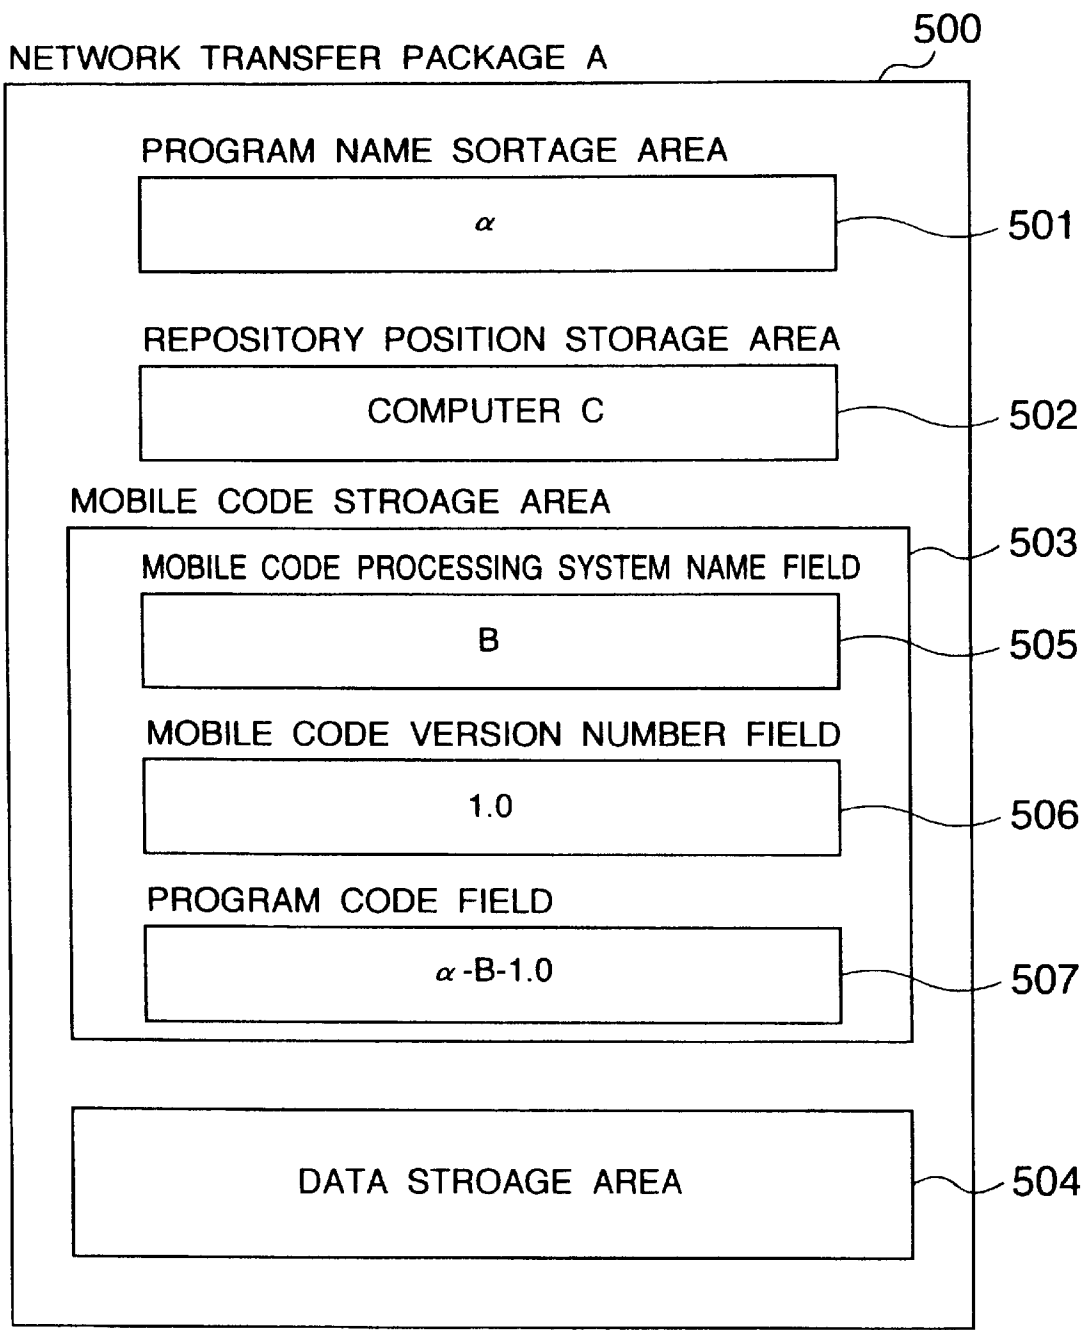 500
NETWORK TRANSFER PACKAGE A
PROGRAM NAME SORTAGE AREA
α
501
REPOSITORY POSITION STORAGE AREA
COMPUTER C
502
MOBILE CODE STROAGE AREA
503
MOBILE CODE PROCESSING SYSTEM NAME FIELD
B
505
MOBILE CODE VERSION NUMBER FIELD
1.0
506
PROGRAM CODE FIELD
α-B-1.0
507
DATA STROAGE AREA
504